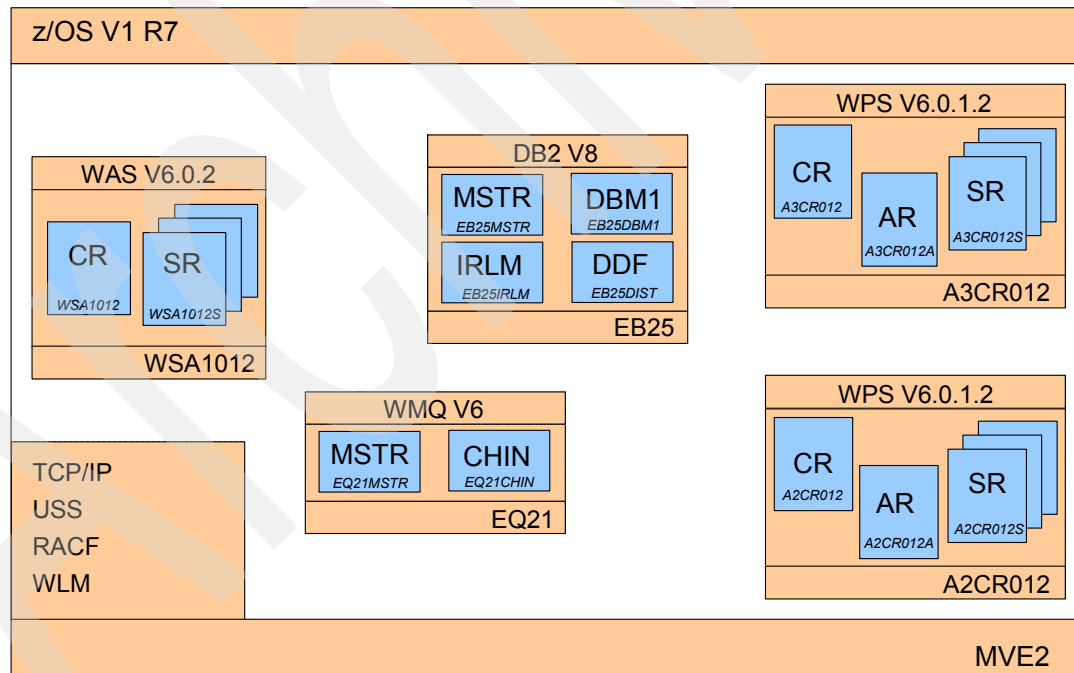 z/OS V1 R7
WAS V6.0.2
CR
WSA1012
SR
WSA1012S
WSA1012
DB2 V8
MSTR
EB25MSTR
DBM1
EB25DBM1
IRLM
EB25IRLM
DDF
EB25DIST
EB25
WPS V6.0.1.2
CR
A3CR012
AR
A3CR012A
SR
A3CR012S
A3CR012
WMQ V6
MSTR
EQ21MSTR
CHIN
EQ21CHIN
EQ21
WPS V6.0.1.2
CR
A2CR012
AR
A2CR012A
SR
A2CR012S
A2CR012
TCP/IP
USS
RACF
WLM
MVE2